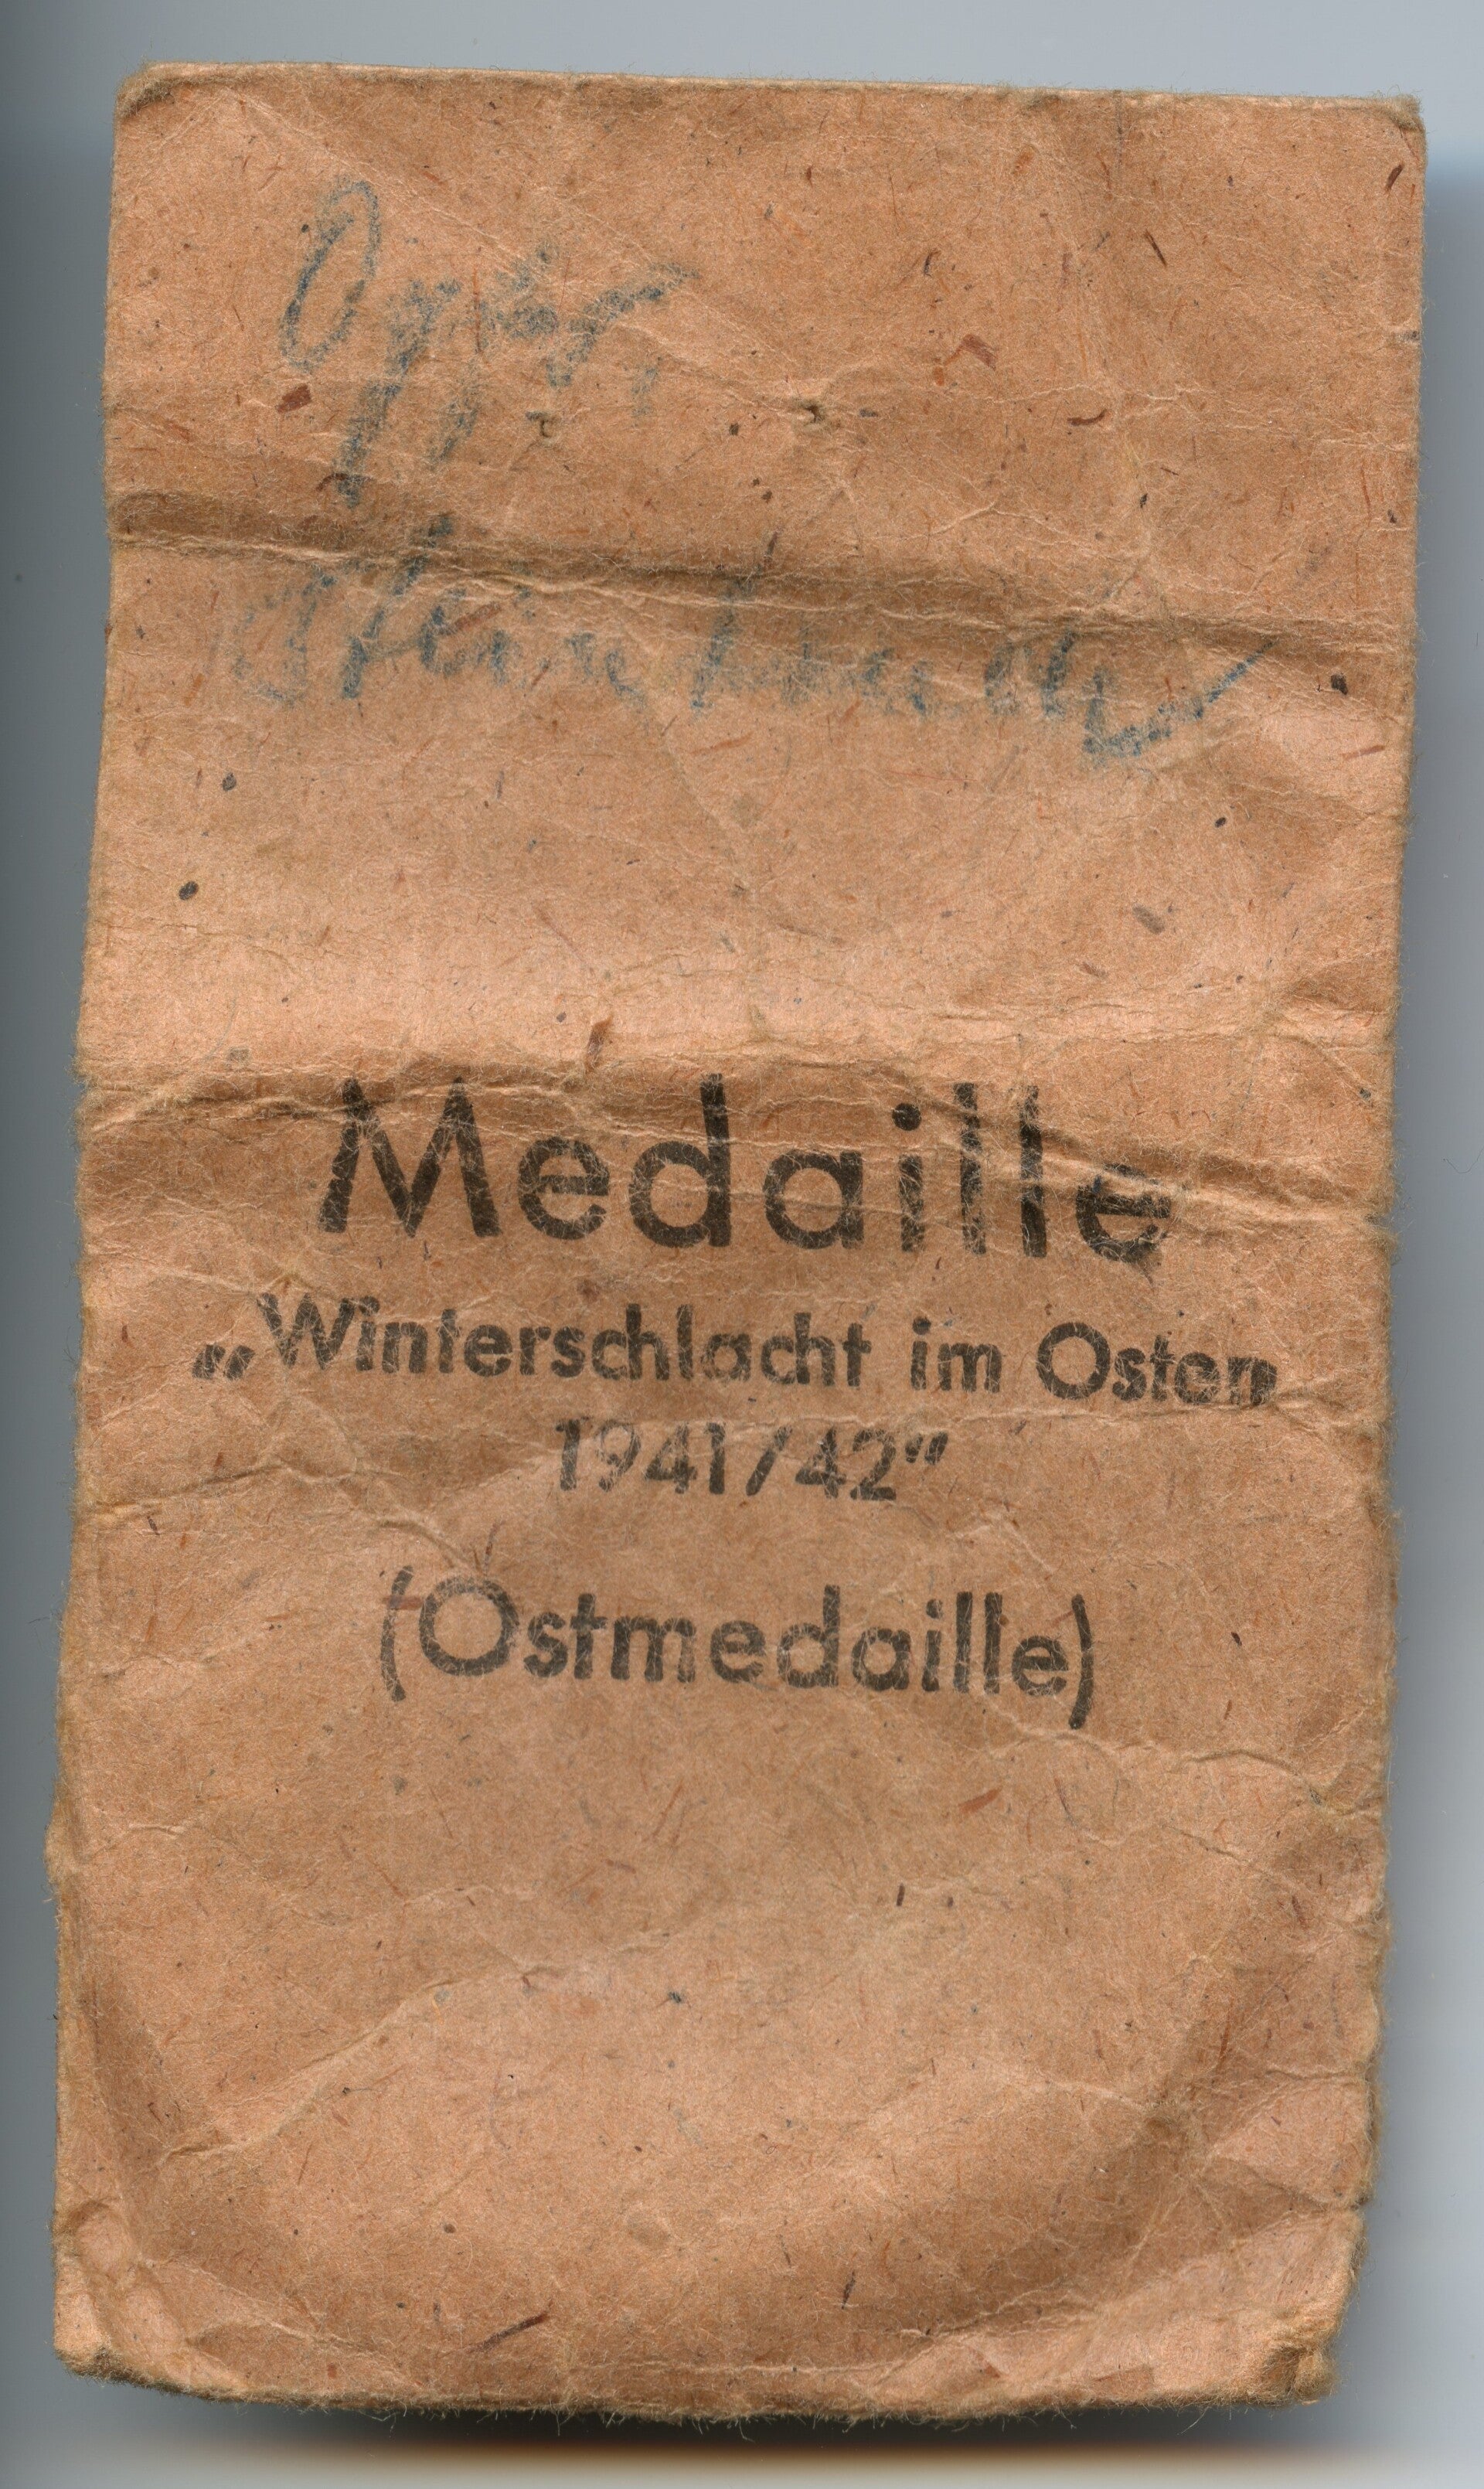 Medaille
„Winterschlacht im Osten
1941/42”
(Ostmedaille)